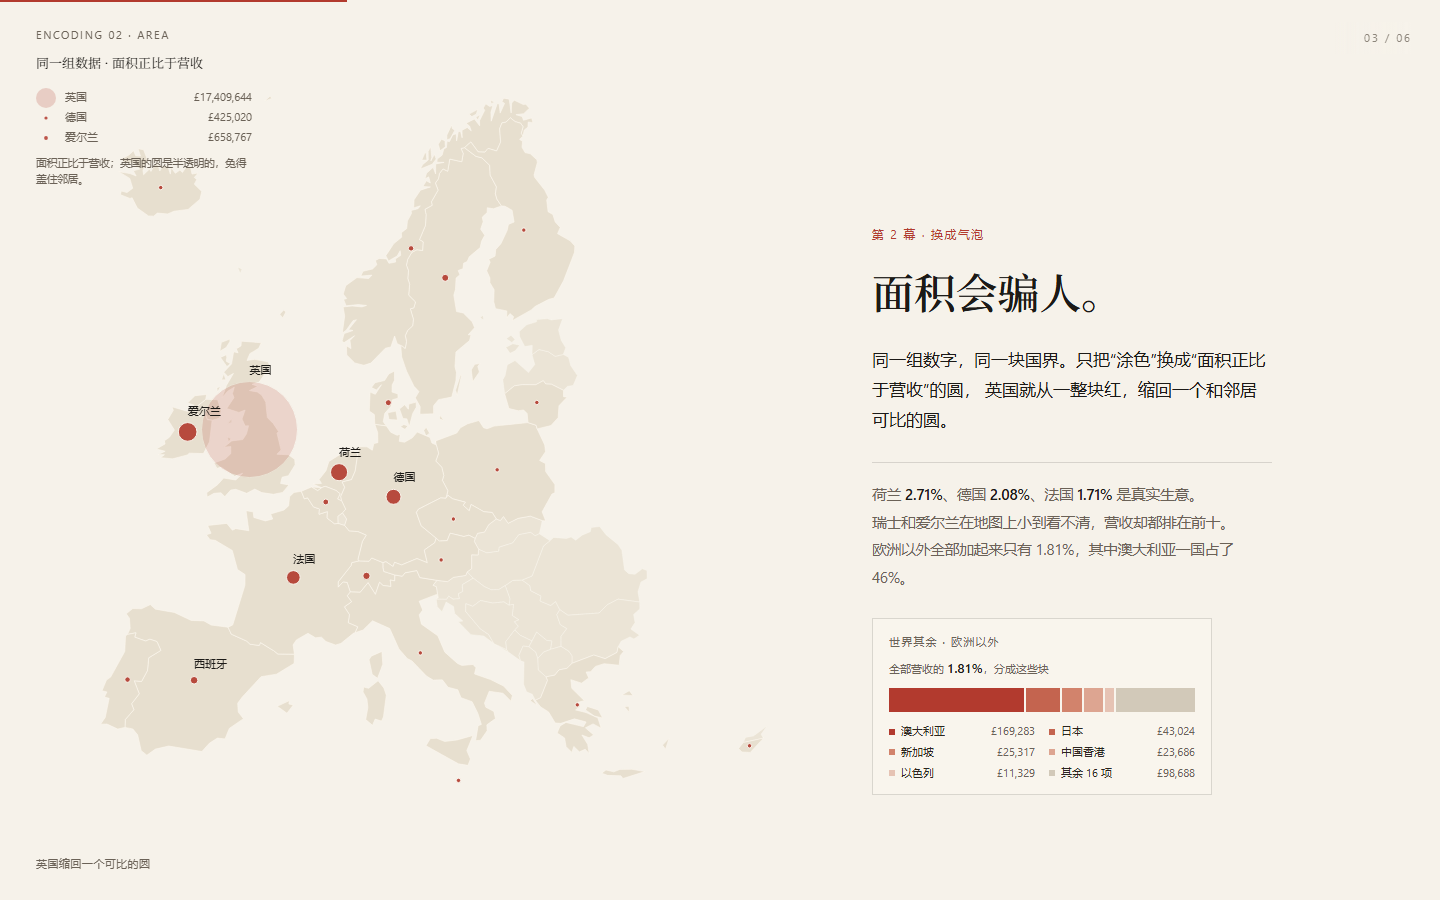 ENCODING 02 · AREA
03 / 06
同一组数据 · 面积正比于营收
英国 £17,409,644
德国 £425,020
爱尔兰 £658,767
面积正比于营收；英国的圆是半透明的，免得
盖住邻居。
英国
爱尔兰
荷兰
德国
法国
西班牙
英国缩回一个可比的圆
第 2 幕 · 换成气泡
面积会骗人。
同一组数字，同一块国界。只把“涂色”换成“面积正比
于营收”的圆， 英国就从一整块红，缩回一个和邻居
可比的圆。
荷兰 2.71%、德国 2.08%、法国 1.71% 是真实生意。
瑞士和爱尔兰在地图上小到看不清，营收却都排在前十。
欧洲以外全部加起来只有 1.81%，其中澳大利亚一国占了
46%。
世界其余 · 欧洲以外
全部营收的 1.81%，分成这些块
澳大利亚 £169,283 日本 £43,024
新加坡 £25,317 中国香港 £23,686
以色列 £11,329 其余 16 项 £98,688